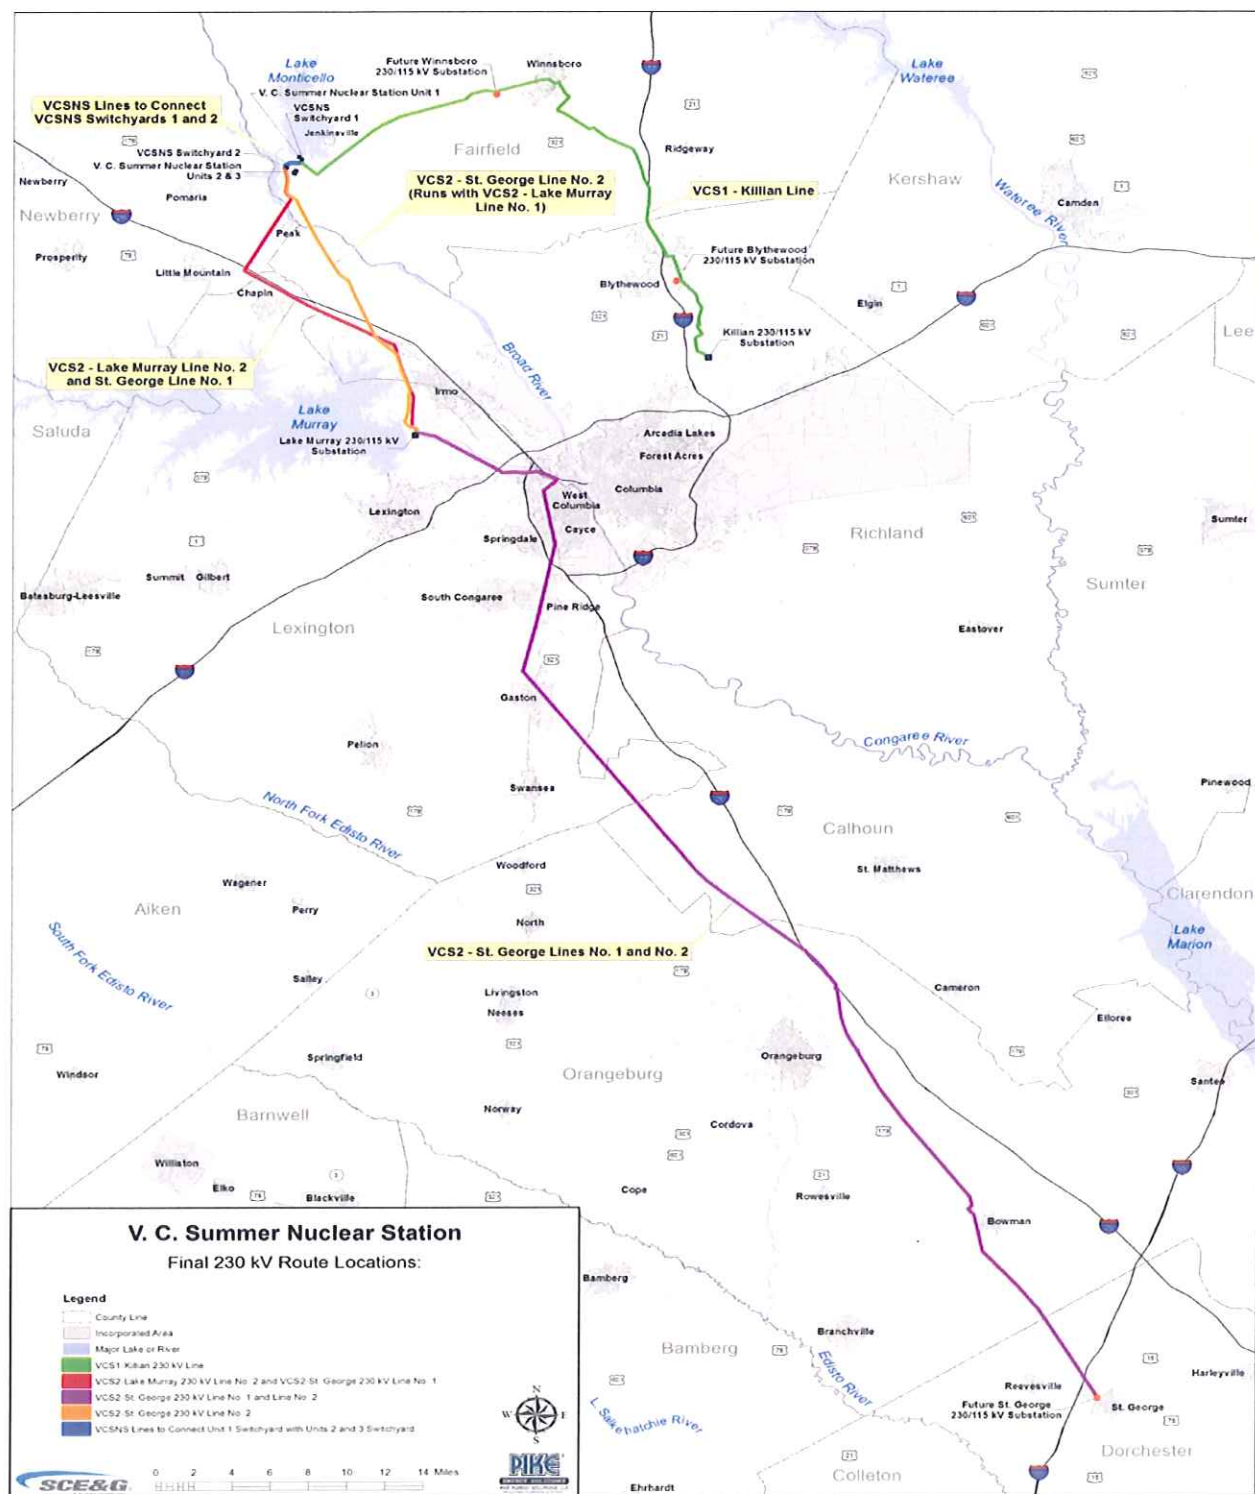 Lake
Monticello
Future Winnsboro
230/115 kV Substation
Winnsboro
Lake
Wateree
V. C. Summer Nuclear Station Unit 1
VCSNS Lines to Connect
VCSNS Switchyards 1 and 2
VCSNS
Switchyard 1
Jenkinsville
21
Fairfield
Ridgeway
VCSNS Switchyard 2
V. C. Summer Nuclear Station
Units 2 & 3
VCS2 - St. George Line No. 2
(Runs with VCS2 - Lake Murray
Line No. 1)
VCS1 - Killian Line
Kershaw
Wateree River
Camden
1
Newberry
Newberry
Pomaria
Peak
Prosperity
Little Mountain
Chapin
Future Blythewood
230/115 kV Substation
Blythewood
Elgin
1
21
Killian 230/115 kV
Substation
Lee
VCS2 - Lake Murray Line No. 2
and St. George Line No. 1
Broad River
Irmo
Lake
Murray
Saluda
Lake Murray 230/115 kV
Substation
Arcadia Lakes
Forest Acres
Columbia
West
Columbia
Cayce
Lexington
Springdale
Richland
Sumter
1
Summit
Gilbert
Batesburg-Leesville
South Congaree
Pine Ridge
Sumter
Lexington
Eastover
321
Gaston
Pelion
Congaree River
Swansea
Pinewood
North Fork Edisto River
Calhoun
St. Matthews
Woodford
321
Wagener
Aiken
Perry
Clarendon
North
VCS2 - St. George Lines No. 1 and No. 2
Lake
Marion
South Fork Edisto River
Salley
Livingston
Neeses
Cameron
Elloree
Springfield
Windsor
Orangeburg
Orangeburg
Santee
Barnwell
Norway
Cordova
Williston
Elko
Blackville
Cope
21
Rowesville
Bowman
V. C. Summer Nuclear Station
Final 230 kV Route Locations:
Legend
County Line
Incorporated Area
Major Lake or River
VCS1 Killian 230 kV Line
VCS2 Lake Murray 230 kV Line No. 2 and VCS2 St. George 230 kV Line No. 1
VCS2-St. George 230 kV Line No. 1 and Line No. 2
VCS2-St. George 230 kV Line No. 2
VCSNS Lines to Connect Unit 1 Switchyard with Units 2 and 3 Switchyard
N
W E
S
SCE&G
0 2 4 6 8 10 12 14 Miles
PIKE
Bamberg
Bamberg
Branchville
Edisto River
Reevesville
Harleyville
Future St. George
230/115 kV Substation
St. George
Dorchester
21
Colleton
Ehrhardt